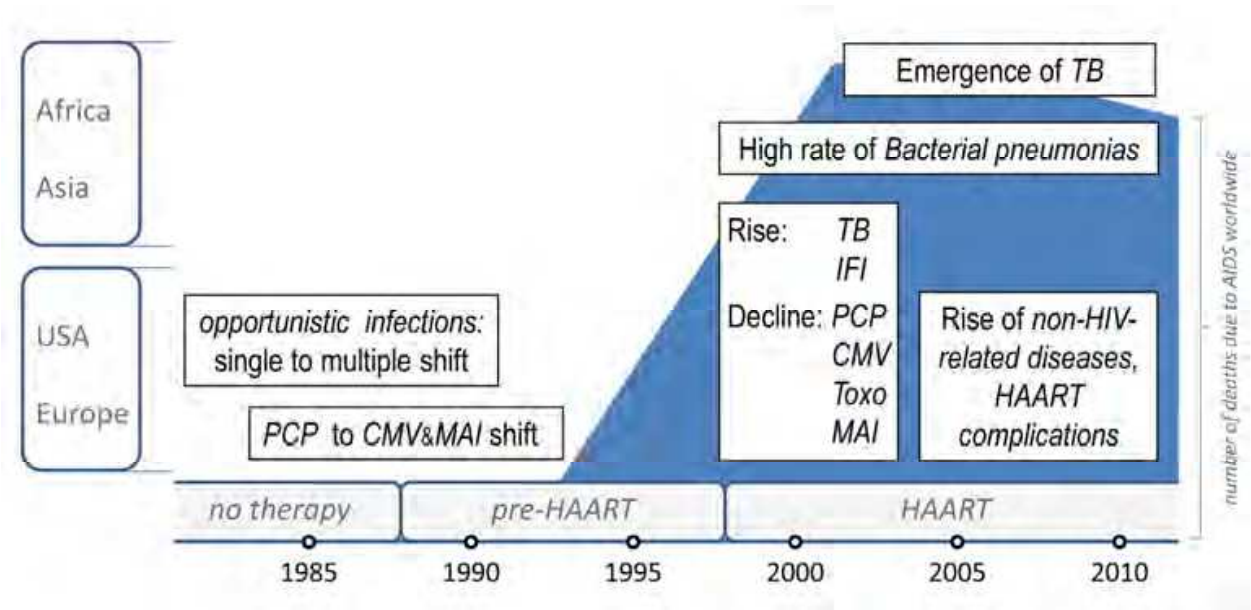 Africa
Asia
USA
Europe
Emergence of TB
High rate of Bacterial pneumonias
Rise: TB
IFI
Decline: PCP
CMV
Toxo
MAI
Rise of non-HIV-
related diseases,
HAART
complications
opportunistic infections:
single to multiple shift
PCP to CMV&MAI shift
number of deaths due to AIDS worldwide
no therapy
pre-HAART
HAART
1985
1990
1995
2000
2005
2010